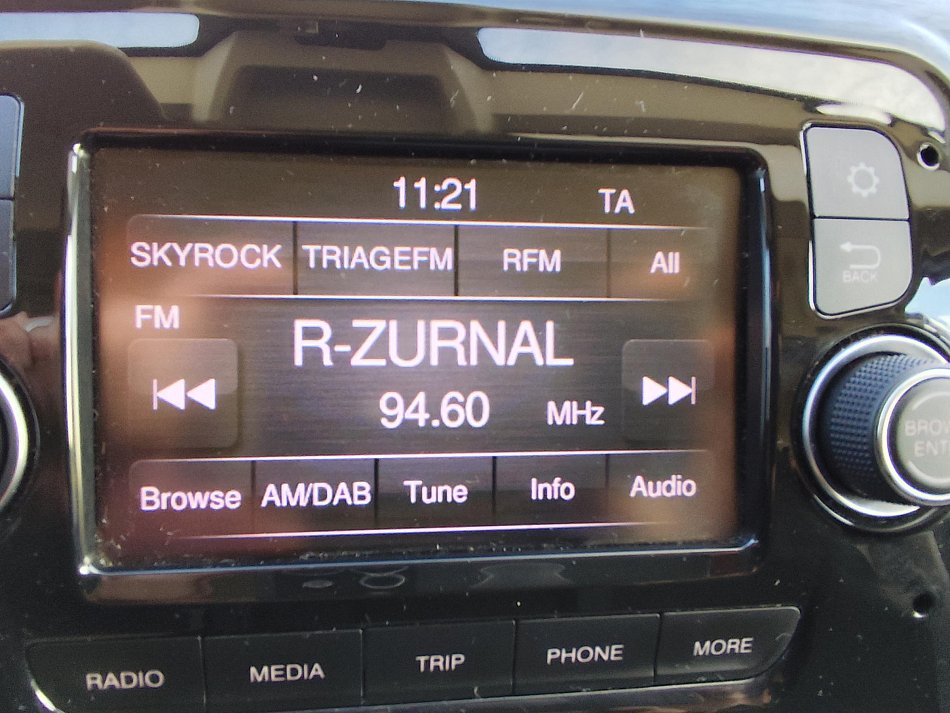 11:21 TA
SKYROCK TRIAGEFM RFM All
FM
R-ZURNAL
94.60 MHz
Browse AM/DAB Tune Info Audio
BACK
RADIO MEDIA TRIP PHONE MORE